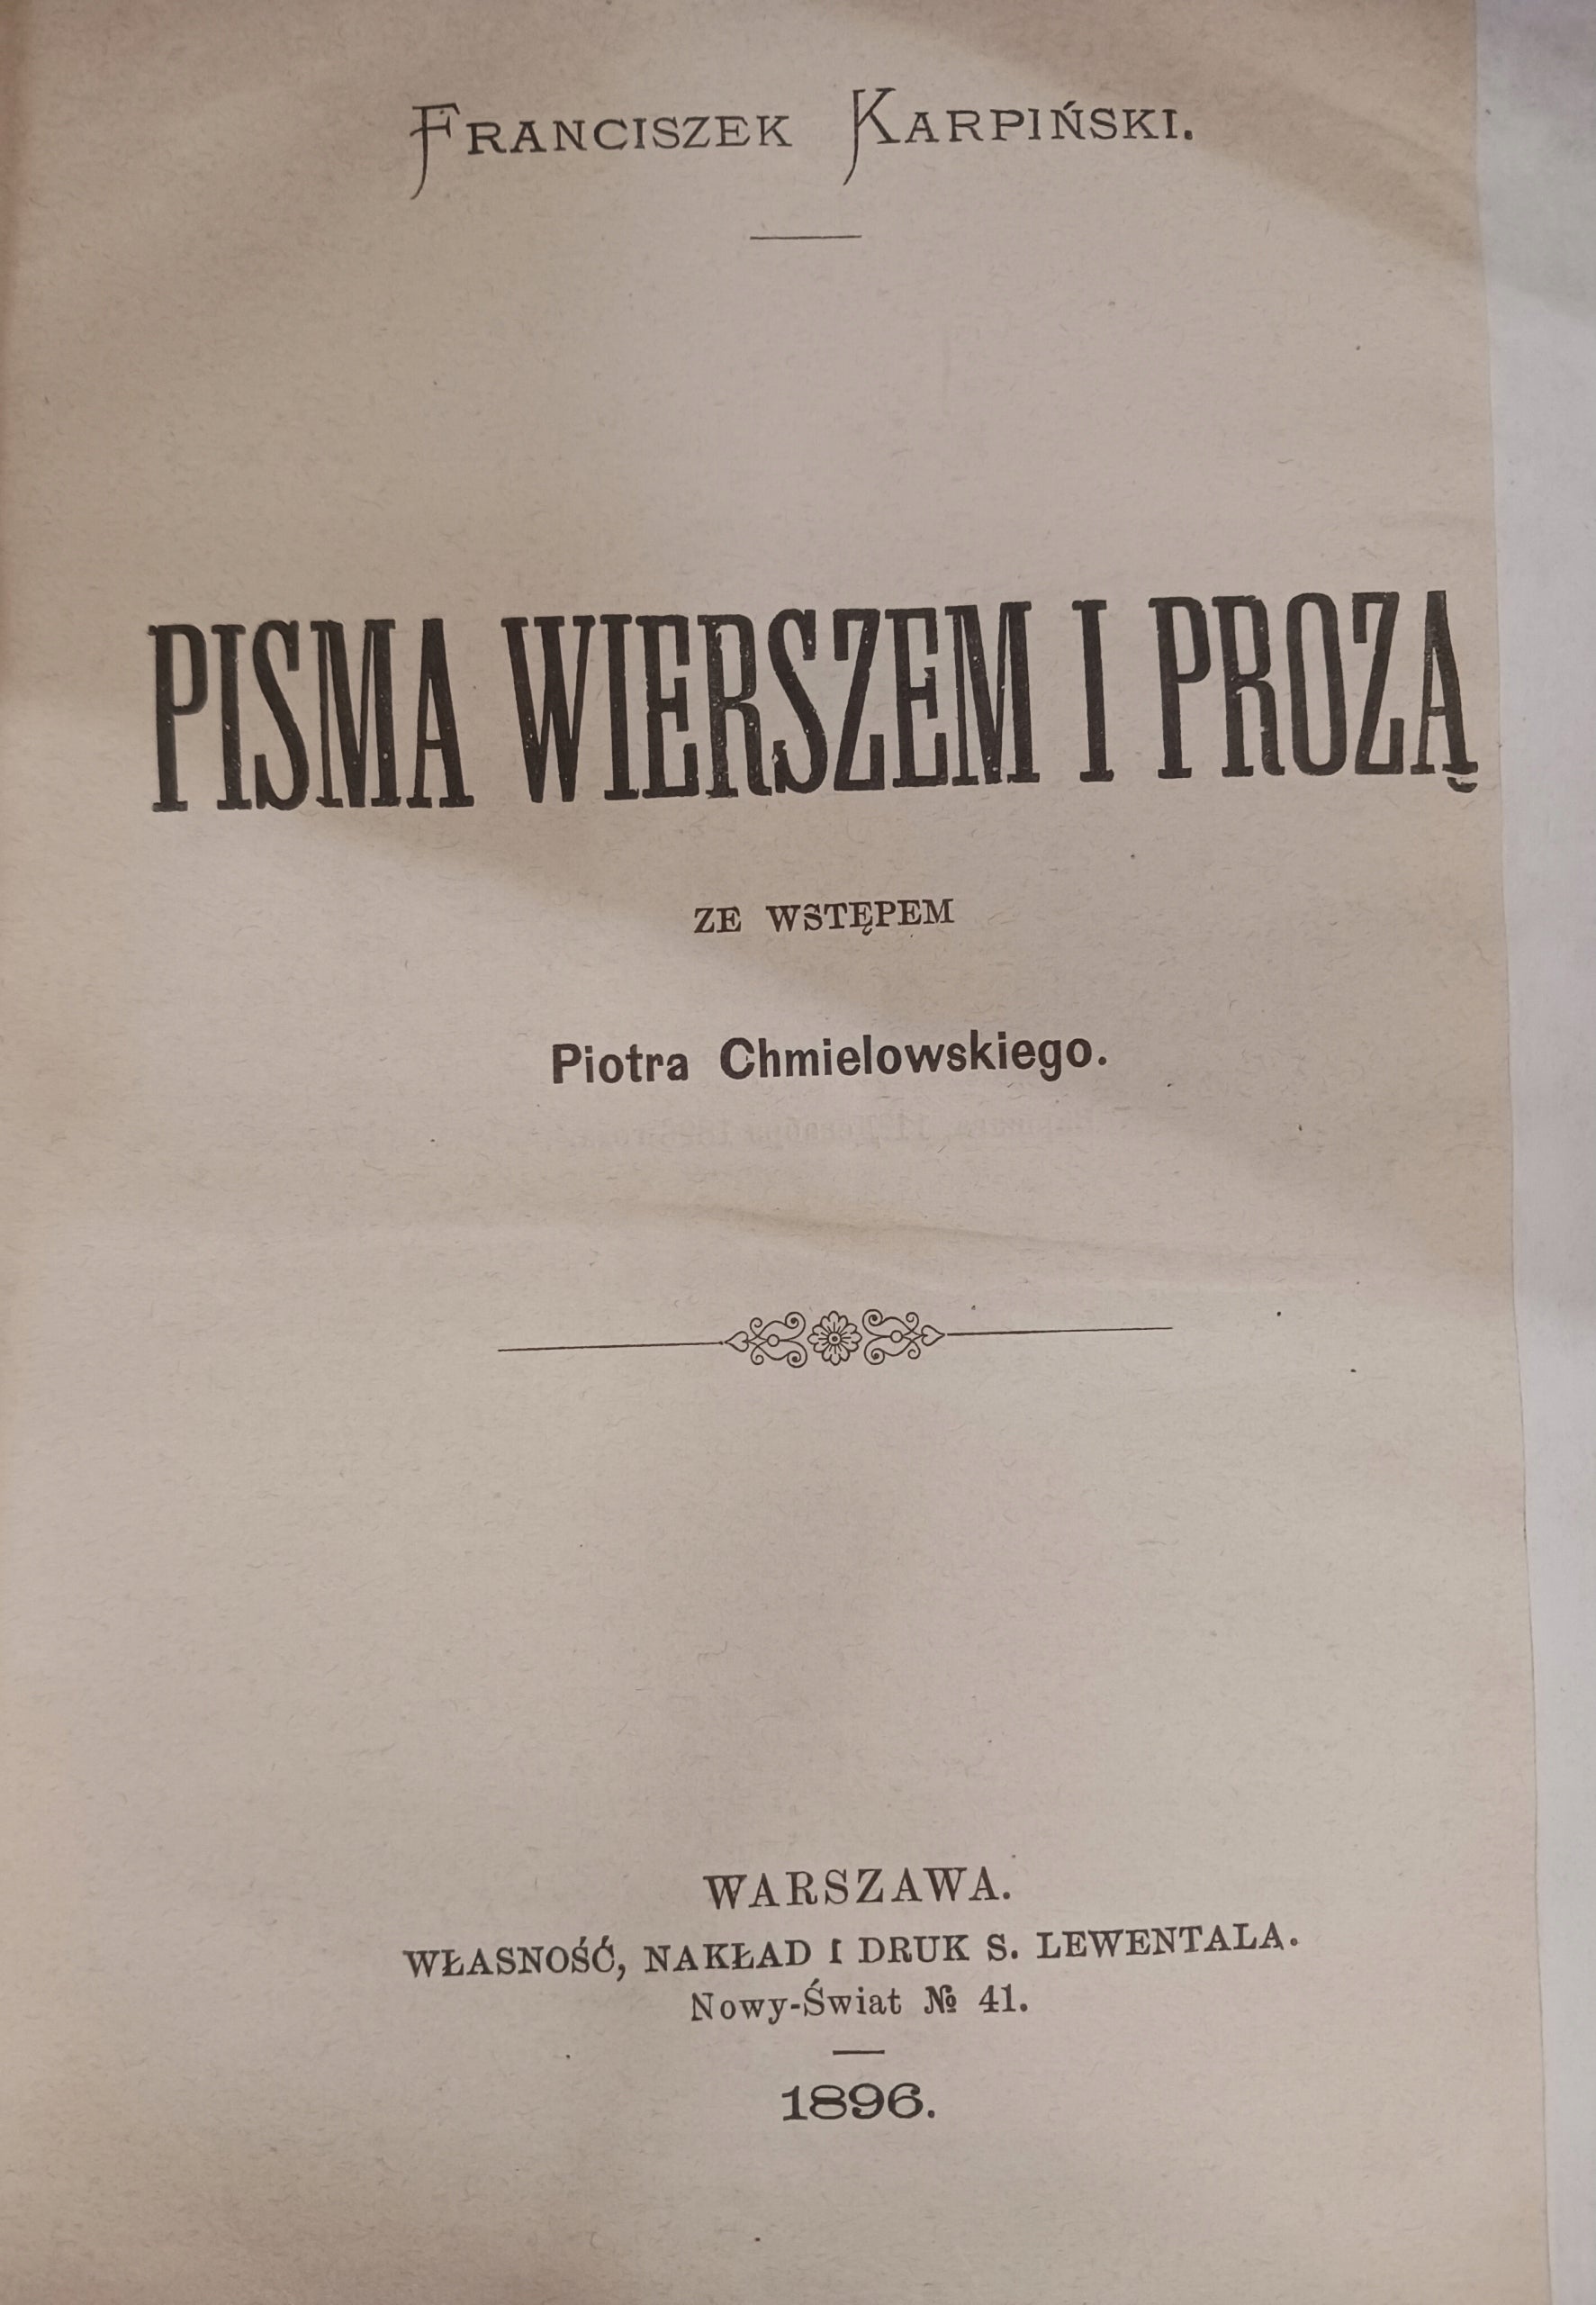 FRANCISZEK KARPIŃSKI.
PISMA WIERSZEM I PROZĄ
ZE WSTĘPEM
Piotra Chmielowskiego.
WARSZAWA.
WŁASNOŚĆ, NAKŁAD I DRUK S. LEWENTALA.
Nowy-Świat № 41.
1896.